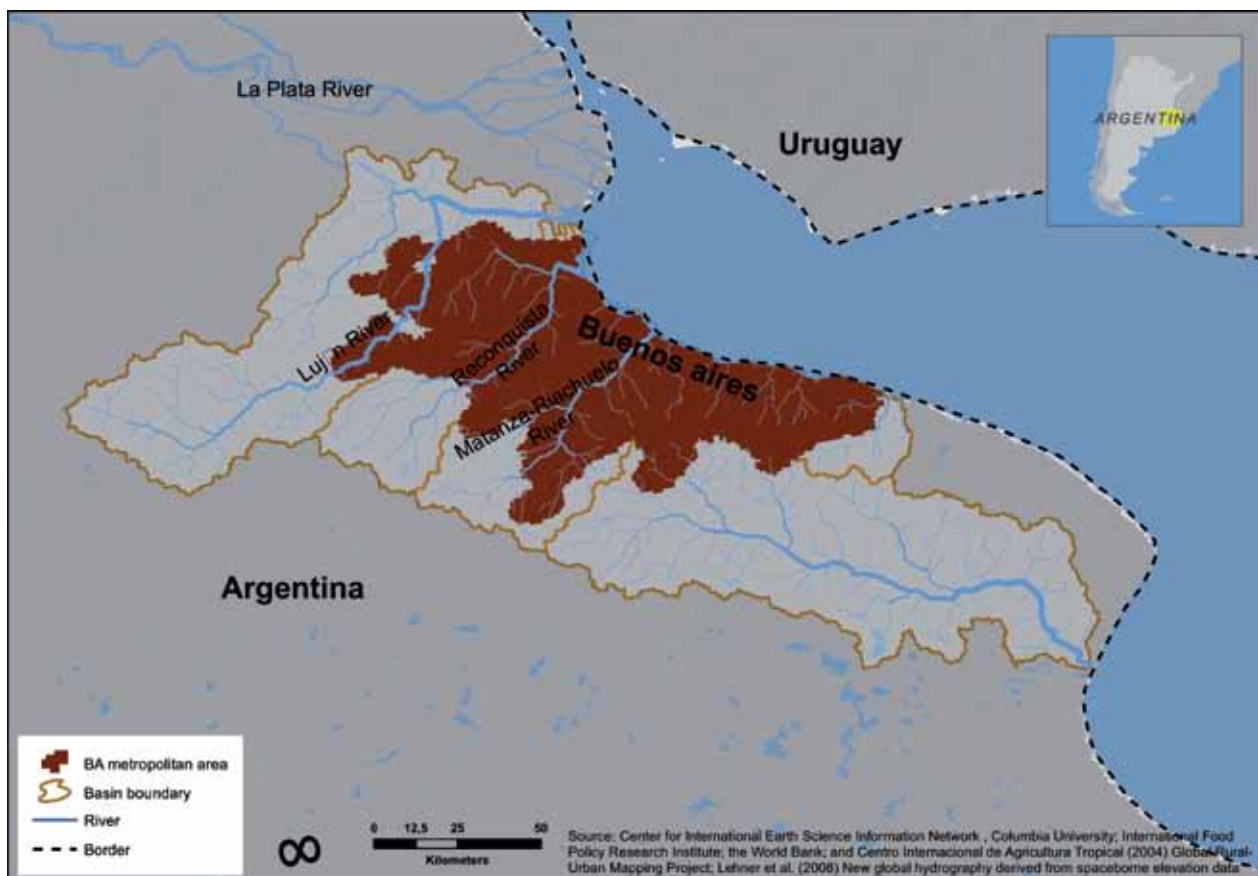 La Plata River
Uruguay
ARGENTINA
Luj n River
Reconquista
River
Matanza-Riachuelo
River
Buenos aires
Argentina
BA metropolitan area
Basin boundary
River
Border
0 12,5 25 50
Kilometers
Source: Center for International Earth Science Information Network , Columbia University; International Food
Policy Research Institute; the World Bank; and Centro Internacional de Agricultura Tropical (2004) Global Rural-
Urban Mapping Project; Lehner et al. (2006) New global hydrography derived from spaceborne elevation data